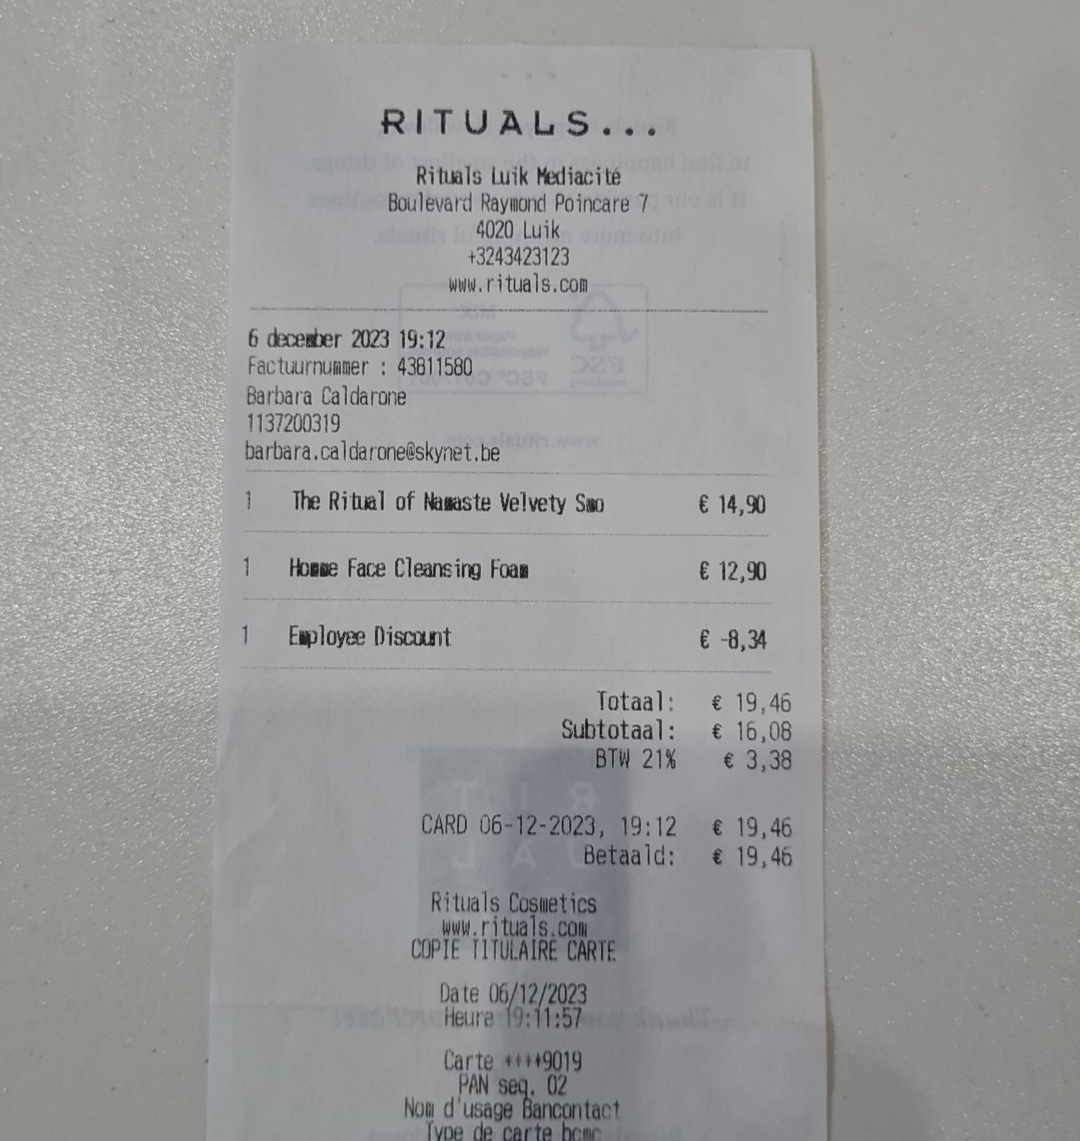 RITUALS...
Rituals Luik Mediacité
Boulevard Raymond Poincare 7
4020 Luik
+3243423123
www.rituals.com
6 december 2023 19:12
Factuurnummer : 43811580
Barbara Caldarone
1137200319
barbara.caldarone@skynet.be
1 The Ritual of Namaste Velvety Smo € 14,90
1 Homme Face Cleansing Foam € 12,90
1 Employee Discount € -8,34
Totaal: € 19,46
Subtotaal: € 16,08
BTW 21% € 3,38
CARD 06-12-2023, 19:12 € 19,46
Betaald: € 19,46
Rituals Cosmetics
www.rituals.com
COPIE TITULAIRE CARTE
Date 06/12/2023
Heure 19:11:57
Carte ****9019
PAN seq. 02
Nom d'usage Bancontact
Type de carte bcmc